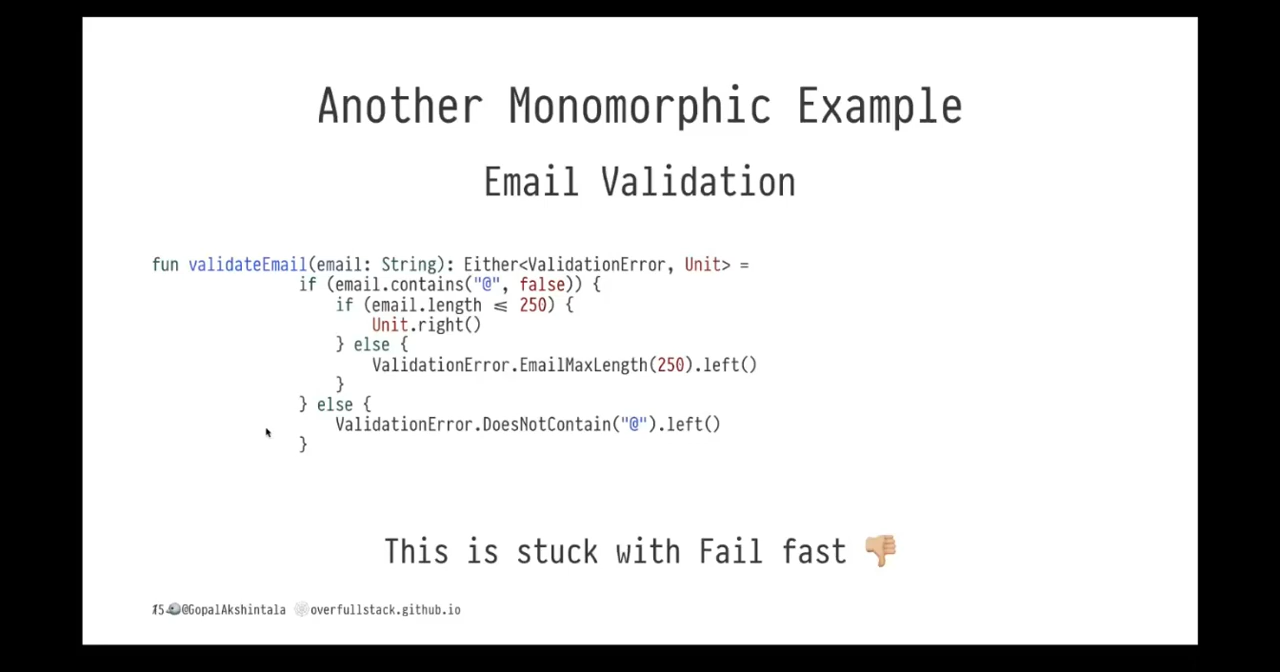 Another Monomorphic Example
Email Validation
fun validateEmail(email: String): Either<ValidationError, Unit> =
if (email.contains("@", false)) {
if (email.length ≤ 250) {
Unit.right()
} else {
ValidationError.EmailMaxLength(250).left()
}
} else {
ValidationError.DoesNotContain("@").left()
}
This is stuck with Fail fast 👎🏼
@GopalAkshintala overfullstack.github.io